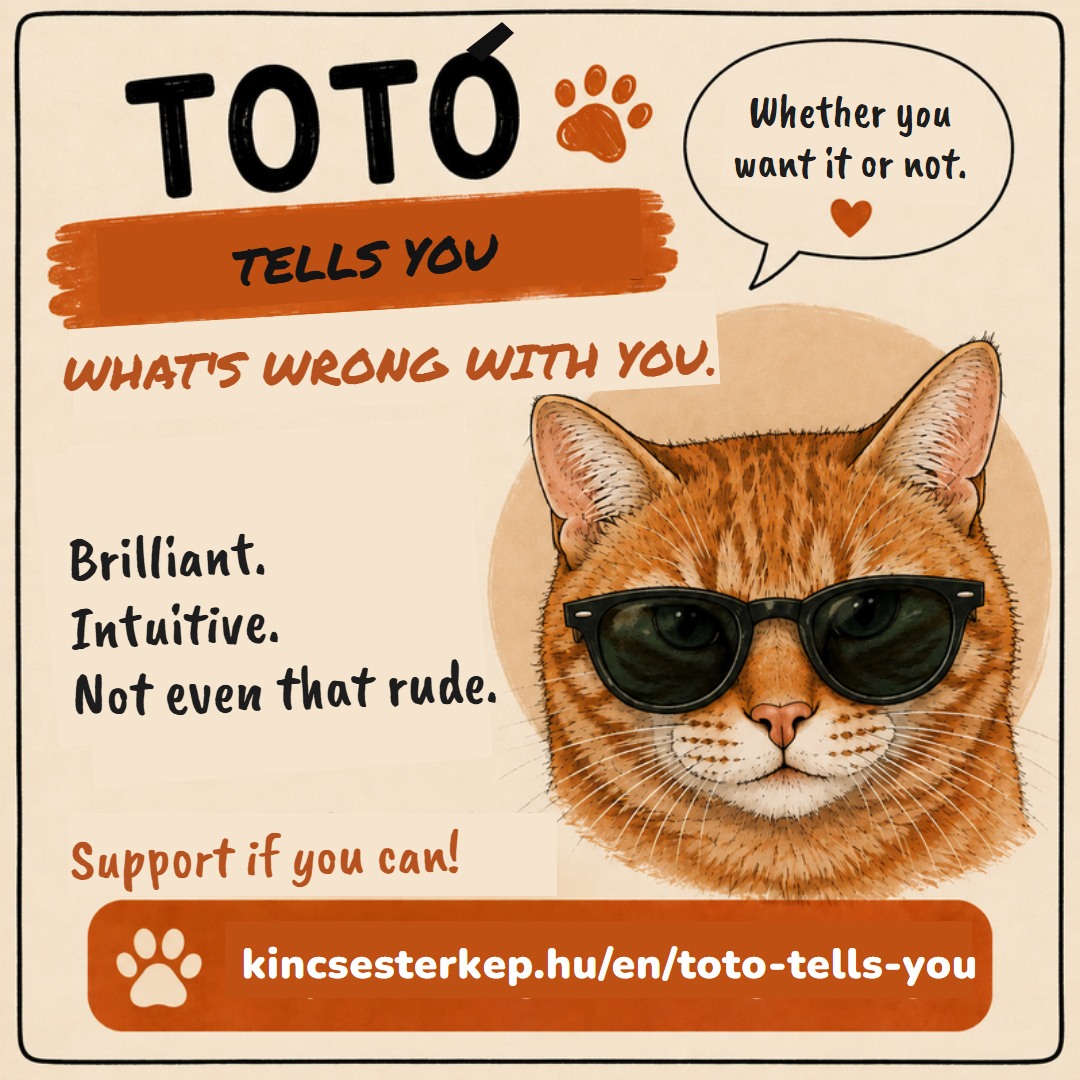 TOTÓ
TELLS YOU
WHAT'S WRONG WITH YOU.
Whether you
want it or not.
Brilliant.
Intuitive.
Not even that rude.
Support if you can!
kincsesterkep.hu/en/toto-tells-you